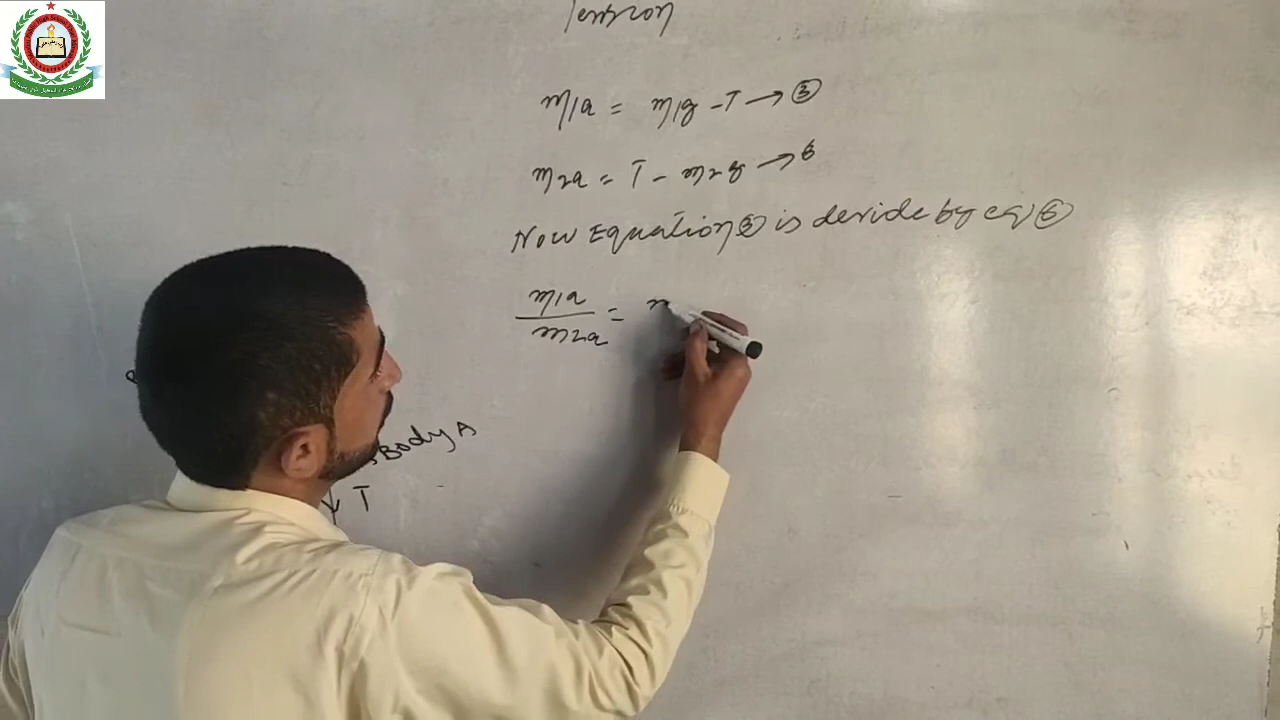 Tension
m1a = m1g - T → ⑤
m2a = T - m2g → 6
Now Equation ⑤ is devide by eq ⑥
m1a
m2a
=
Body A
T